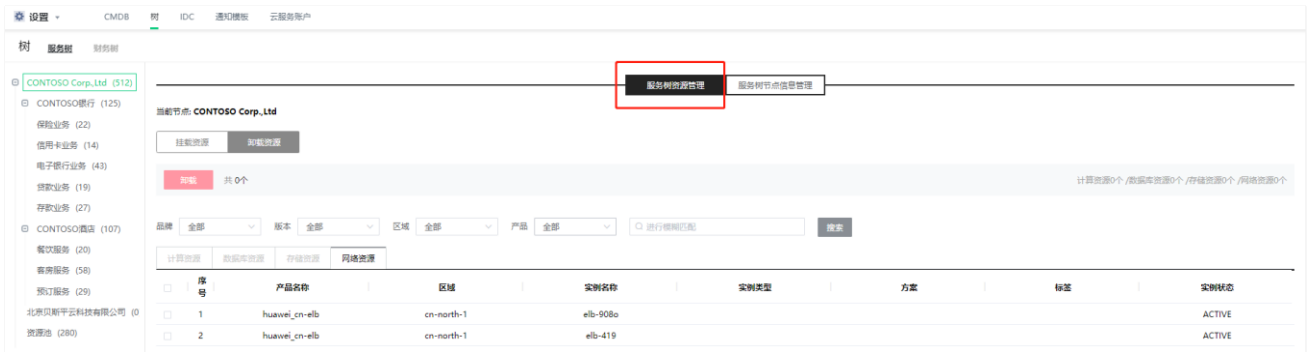 设置 CMDB 树 IDC 通知模板 云服务账户
树 服务树 财务树
CONTOSO Corp.,Ltd (512)
服务树资源管理 服务树节点信息管理
CONTOSO银行 (125)
当前节点: CONTOSO Corp.,Ltd
保险业务 (22)
信用卡业务 (14)
挂载资源 卸载资源
电子银行业务 (43)
贷款业务 (19)
卸载 共 0个 计算资源0个 /数据库资源0个 /存储资源0个 /网络资源0个
存款业务 (27)
CONTOSO酒店 (107)
品牌 全部 版本 全部 区域 全部 产品 全部 进行模糊匹配 搜索
餐饮服务 (20)
计算资源 数据库资源 存储资源 网络资源
客房服务 (58)
序号 产品名称 区域 实例名称 实例类型 方案 标签 实例状态
预订服务 (29)
北京贝斯平云科技有限公司 (0
1 huawei_cn-elb cn-north-1 elb-908o ACTIVE
资源池 (280)
2 huawei_cn-elb cn-north-1 elb-419 ACTIVE